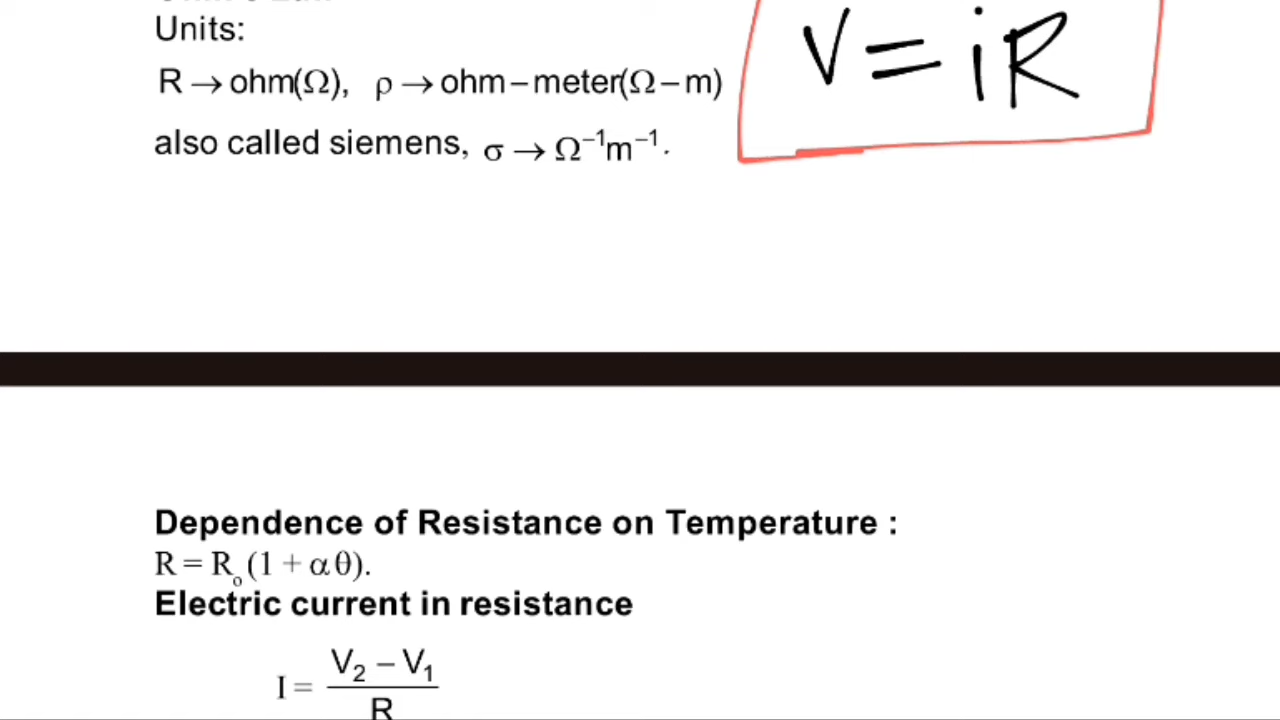 Units:
V = iR
R → ohm(Ω), ρ → ohm−meter(Ω−m)
also called siemens, σ → Ω⁻¹m⁻¹.
Dependence of Resistance on Temperature :
R = Rₒ (1 + αθ).
Electric current in resistance
I = (V₂ − V₁) / R